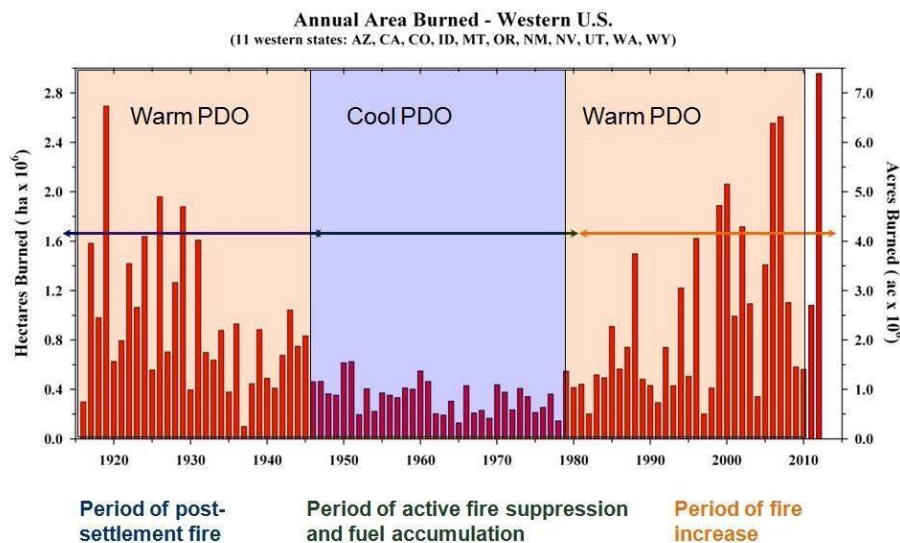 Annual Area Burned - Western U.S.
(11 western states: AZ, CA, CO, ID, MT, OR, NM, NV, UT, WA, WY)
Warm PDO
Cool PDO
Warm PDO
Hectares Burned ( ha x 10⁶)
2.8
2.4
2.0
1.6
1.2
0.8
0.4
0.0
7.0
6.0
5.0
4.0
3.0
2.0
1.0
0.0
Acres Burned ( ac x 10⁶)
1920 1930 1940 1950 1960 1970 1980 1990 2000 2010
Period of post-
settlement fire
Period of active fire suppression
and fuel accumulation
Period of fire
increase